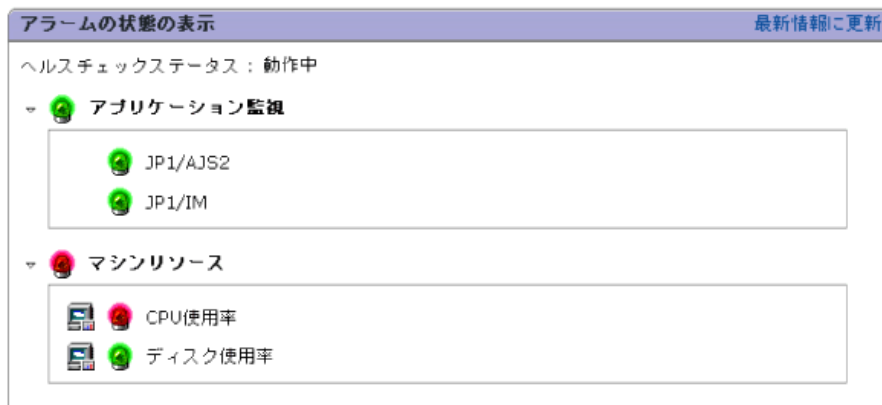 アラームの状態の表示 最新情報に更新
ヘルスチェックステータス : 動作中
アプリケーション監視
JP1/AJS2
JP1/IM
マシンリソース
CPU使用率
ディスク使用率